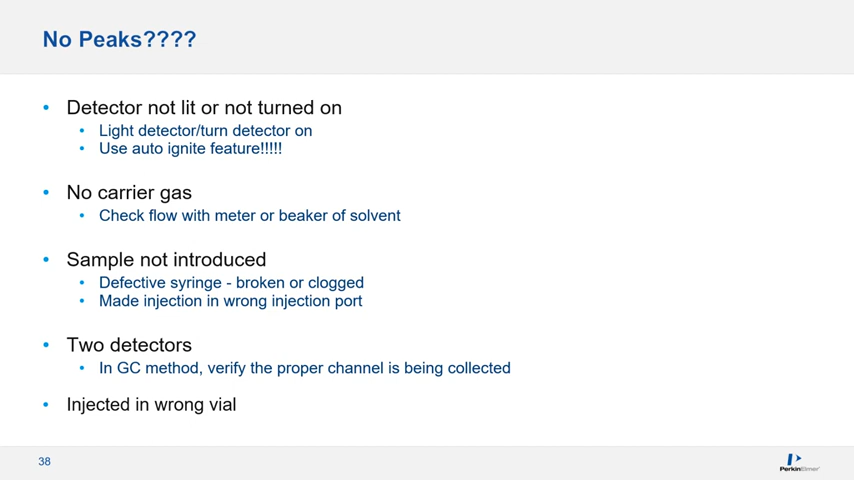 No Peaks????
• Detector not lit or not turned on
• Light detector/turn detector on
• Use auto ignite feature!!!!!
• No carrier gas
• Check flow with meter or beaker of solvent
• Sample not introduced
• Defective syringe - broken or clogged
• Made injection in wrong injection port
• Two detectors
• In GC method, verify the proper channel is being collected
• Injected in wrong vial
38
PerkinElmer